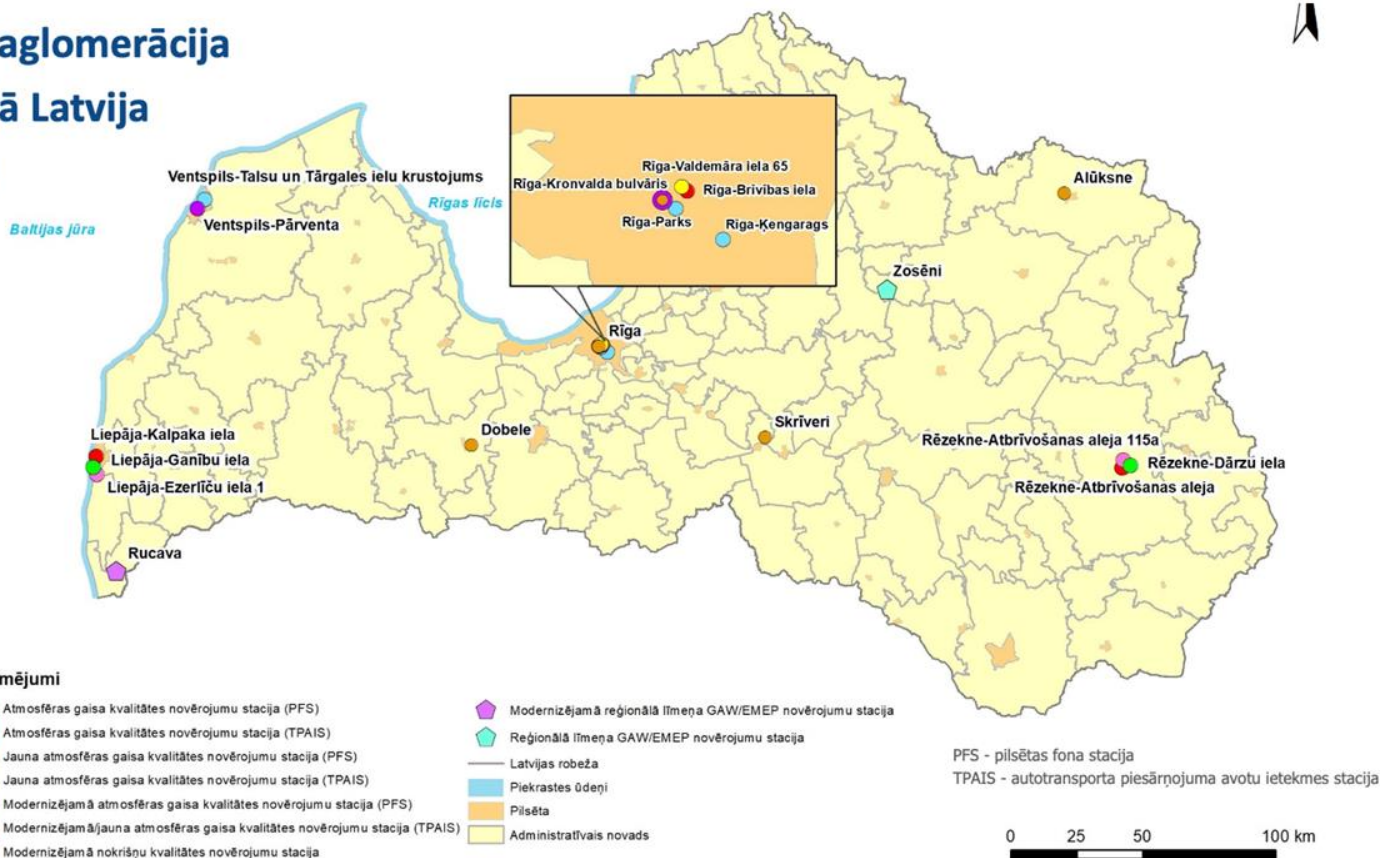 aglomerācija
ā Latvija
Ventspils-Talsu un Tārgales ielu krustojums
Baltijas jūra
Ventspils-Pārventa
Rīgas līcis
Rīga-Valdemāra iela 65
Rīga-Kronvalda bulvāris
Rīga-Brīvības iela
Rīga-Parks
Rīga-Ķengarags
Alūksne
Zosēni
Rīga
Dobele
Skrīveri
Liepāja-Kalpaka iela
Liepāja-Ganību iela
Liepāja-Ezerlīču iela 1
Rēzekne-Atbrīvošanas aleja 115a
Rēzekne-Dārzu iela
Rēzekne-Atbrīvošanas aleja
Rucava
mējumi
Atmosfēras gaisa kvalitātes novērojumu stacija (PFS)
Atmosfēras gaisa kvalitātes novērojumu stacija (TPAIS)
Jauna atmosfēras gaisa kvalitātes novērojumu stacija (PFS)
Jauna atmosfēras gaisa kvalitātes novērojumu stacija (TPAIS)
Modernizējamā atmosfēras gaisa kvalitātes novērojumu stacija (PFS)
Modernizējamā/jauna atmosfēras gaisa kvalitātes novērojumu stacija (TPAIS)
Modernizējamā nokrišņu kvalitātes novērojumu stacija
Modernizējamā reģionālā līmeņa GAW/EMEP novērojumu stacija
Reģionālā līmeņa GAW/EMEP novērojumu stacija
Latvijas robeža
Piekrastes ūdeņi
Pilsēta
Administratīvais novads
PFS - pilsētas fona stacija
TPAIS - autotransporta piesārņojuma avotu ietekmes stacija
0 25 50 100 km